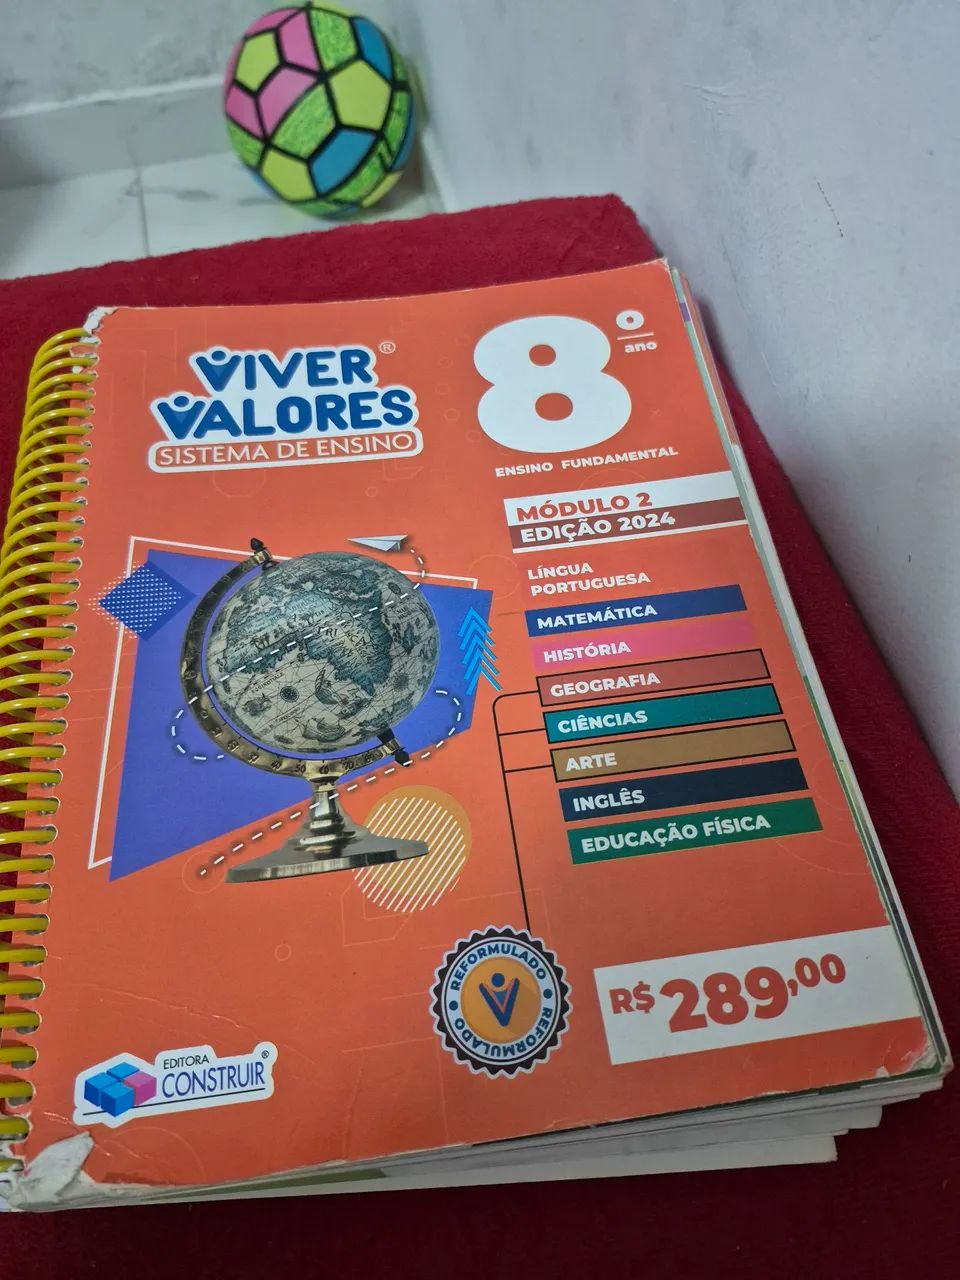 VIVER®
VALORES
SISTEMA DE ENSINO
8º
ano
ENSINO FUNDAMENTAL
MÓDULO 2
EDIÇÃO 2024
LÍNGUA
PORTUGUESA
MATEMÁTICA
HISTÓRIA
GEOGRAFIA
CIÊNCIAS
ARTE
INGLÊS
EDUCAÇÃO FÍSICA
REFORMULADO • REFORMULADO • REFORMULADO
R$ 289,00
EDITORA
CONSTRUIR®